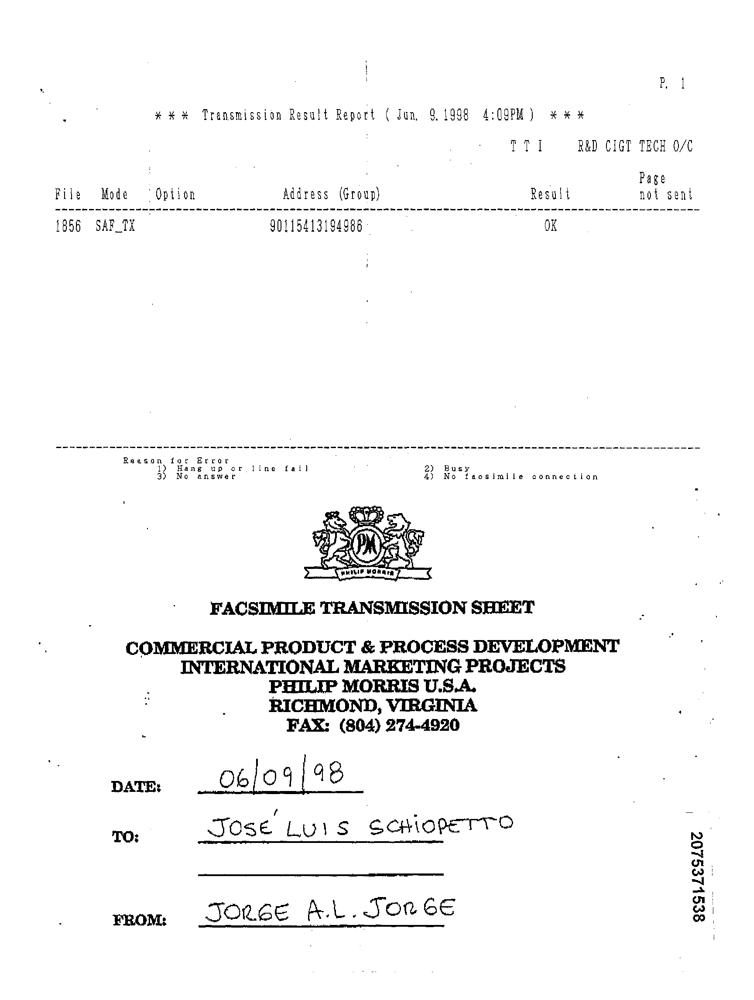 P. 1
* * * Transmission Result Report ( Jun. 9.1998 4:09PM ) * * *
T T I R&D CIGT TECH O/C
File Mode Option Address (Group) Result Page not sent
1856 SAF_TX 90115413194986 OK
Reason for Error
1) Hang up or line fail 2) Busy
3) No answer 4) No facsimile connection
PM
PHILIP MORRIS
FACSIMILE TRANSMISSION SHEET
COMMERCIAL PRODUCT & PROCESS DEVELOPMENT
INTERNATIONAL MARKETING PROJECTS
PHILIP MORRIS U.S.A.
RICHMOND, VIRGINIA
FAX: (804) 274-4920
DATE: 06/09/98
TO: JOSÉ LUIS SCHIOPETTO
FROM: JORGE A.L. JORGE
2075371538